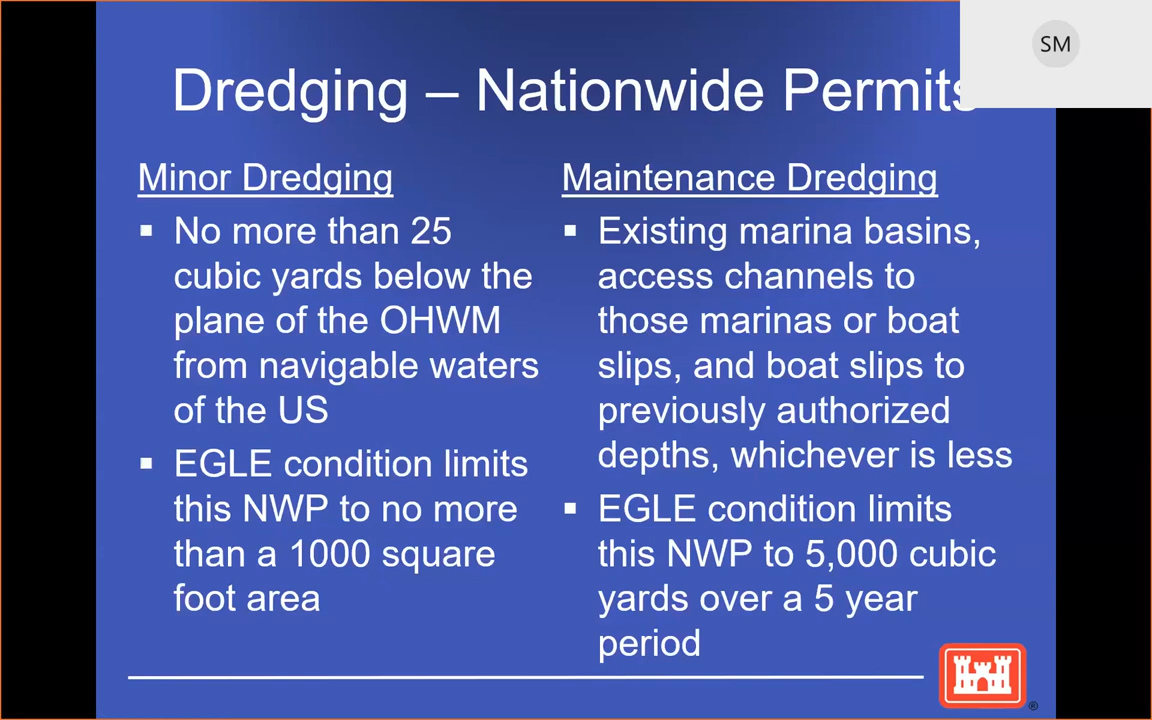 SM
Dredging – Nationwide Permits
Minor Dredging
▪ No more than 25
cubic yards below the
plane of the OHWM
from navigable waters
of the US
▪ EGLE condition limits
this NWP to no more
than a 1000 square
foot area
Maintenance Dredging
▪ Existing marina basins,
access channels to
those marinas or boat
slips, and boat slips to
previously authorized
depths, whichever is less
▪ EGLE condition limits
this NWP to 5,000 cubic
yards over a 5 year
period
®